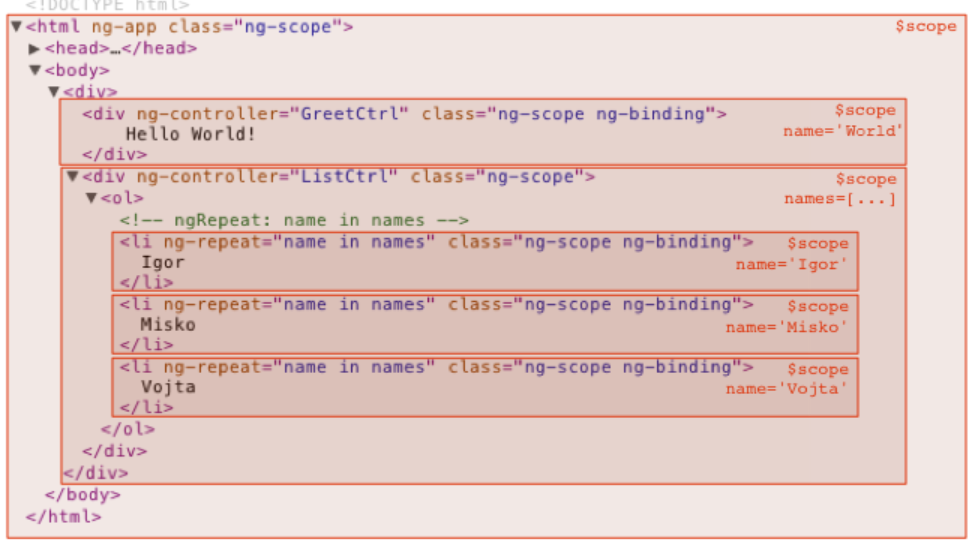 <!DOCTYPE html>
▼<html ng-app class="ng-scope"> $scope
▶<head>…</head>
▼<body>
▼<div>
<div ng-controller="GreetCtrl" class="ng-scope ng-binding"> $scope
Hello World! name='World'
</div>
▼<div ng-controller="ListCtrl" class="ng-scope"> $scope
▼<ol> names=[...]
<!-- ngRepeat: name in names -->
<li ng-repeat="name in names" class="ng-scope ng-binding"> $scope
Igor name='Igor'
</li>
<li ng-repeat="name in names" class="ng-scope ng-binding"> $scope
Misko name='Misko'
</li>
<li ng-repeat="name in names" class="ng-scope ng-binding"> $scope
Vojta name='Vojta'
</li>
</ol>
</div>
</div>
</body>
</html>